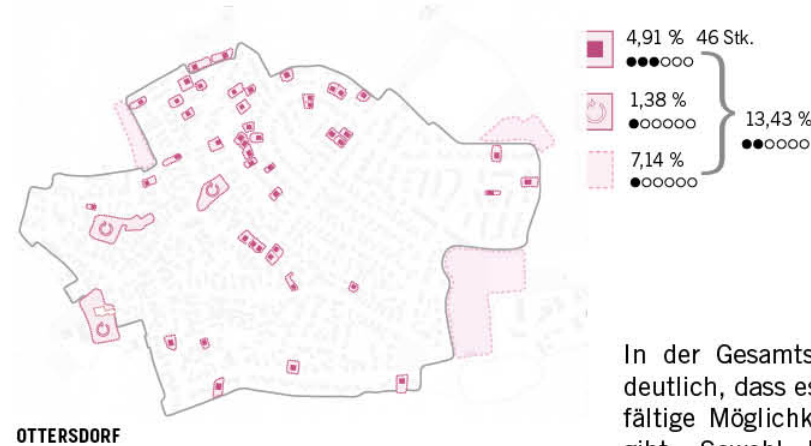 4,91 % 46 Stk.
●●●○○○
1,38 %
●○○○○○
13,43 %
●●○○○○
7,14 %
●○○○○○
In der Gesamts
deutlich, dass es
fältige Möglichk
OTTERSDORF